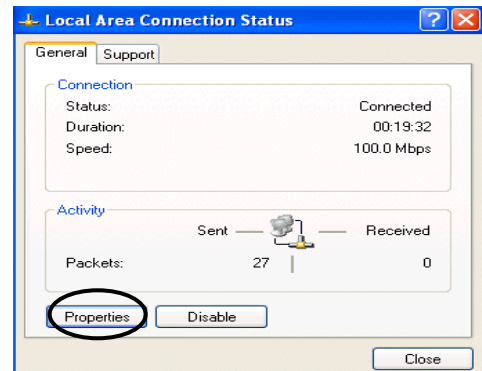 Local Area Connection Status
General Support
Connection
Status: Connected
Duration: 00:19:32
Speed: 100.0 Mbps
Activity
Sent — — Received
Packets: 27 | 0
Properties Disable
Close